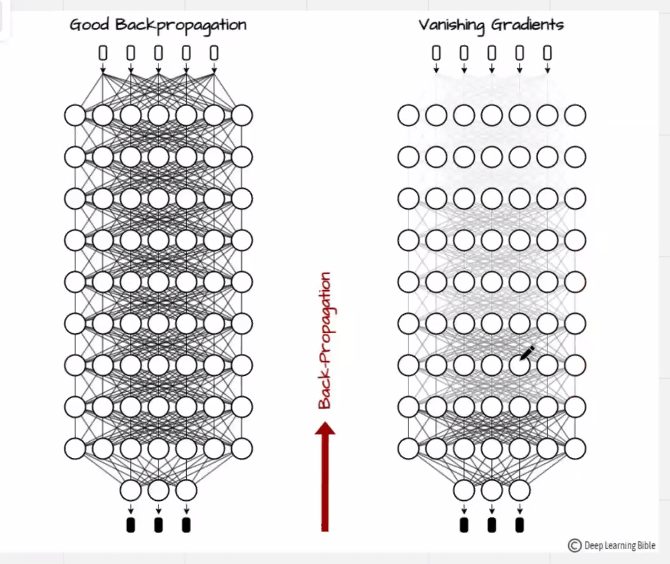 Good Backpropagation
Vanishing Gradients
Back-Propagation
© Deep Learning Bible